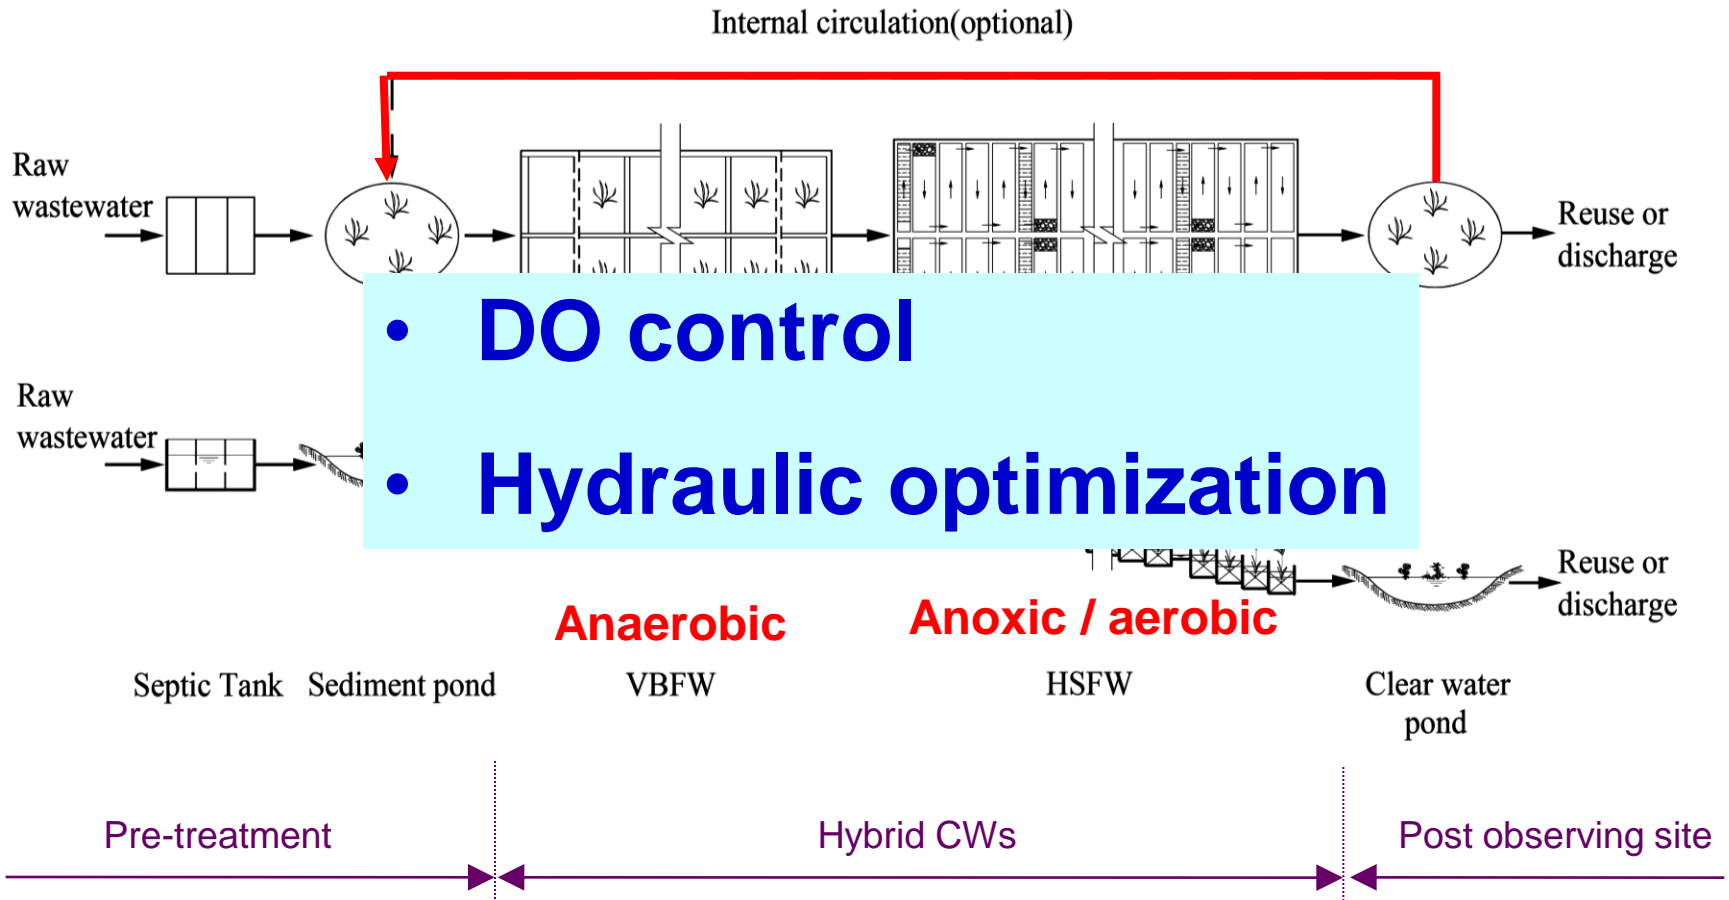 Internal circulation(optional)
Raw
wastewater
Reuse or
discharge
• DO control
Raw
wastewater
• Hydraulic optimization
Reuse or
discharge
Anaerobic
Anoxic / aerobic
Septic Tank
Sediment pond
VBFW
HSFW
Clear water
pond
Pre-treatment
Hybrid CWs
Post observing site